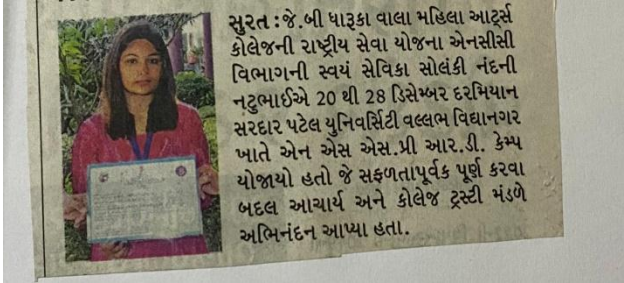 સુરત : જે.બી ધારૂકા વાલા મહિલા આર્ટ્સ
કોલેજની રાષ્ટ્રીય સેવા યોજના એનસીસી
વિભાગની સ્વયં સેવિકા સોલંકી નંદની
નટુભાઈએ 20 થી 28 ડિસેમ્બર દરમિયાન
સરદાર પટેલ યુનિવર્સિટી વલ્લભ વિદ્યાનગર
ખાતે એન એસ એસ.પ્રી આર.ડી. કેમ્પ
યોજાયો હતો જે સફળતાપૂર્વક પૂર્ણ કરવા
બદલ આચાર્ય અને કોલેજ ટ્રસ્ટી મંડળે
અભિનંદન આપ્યા હતા.